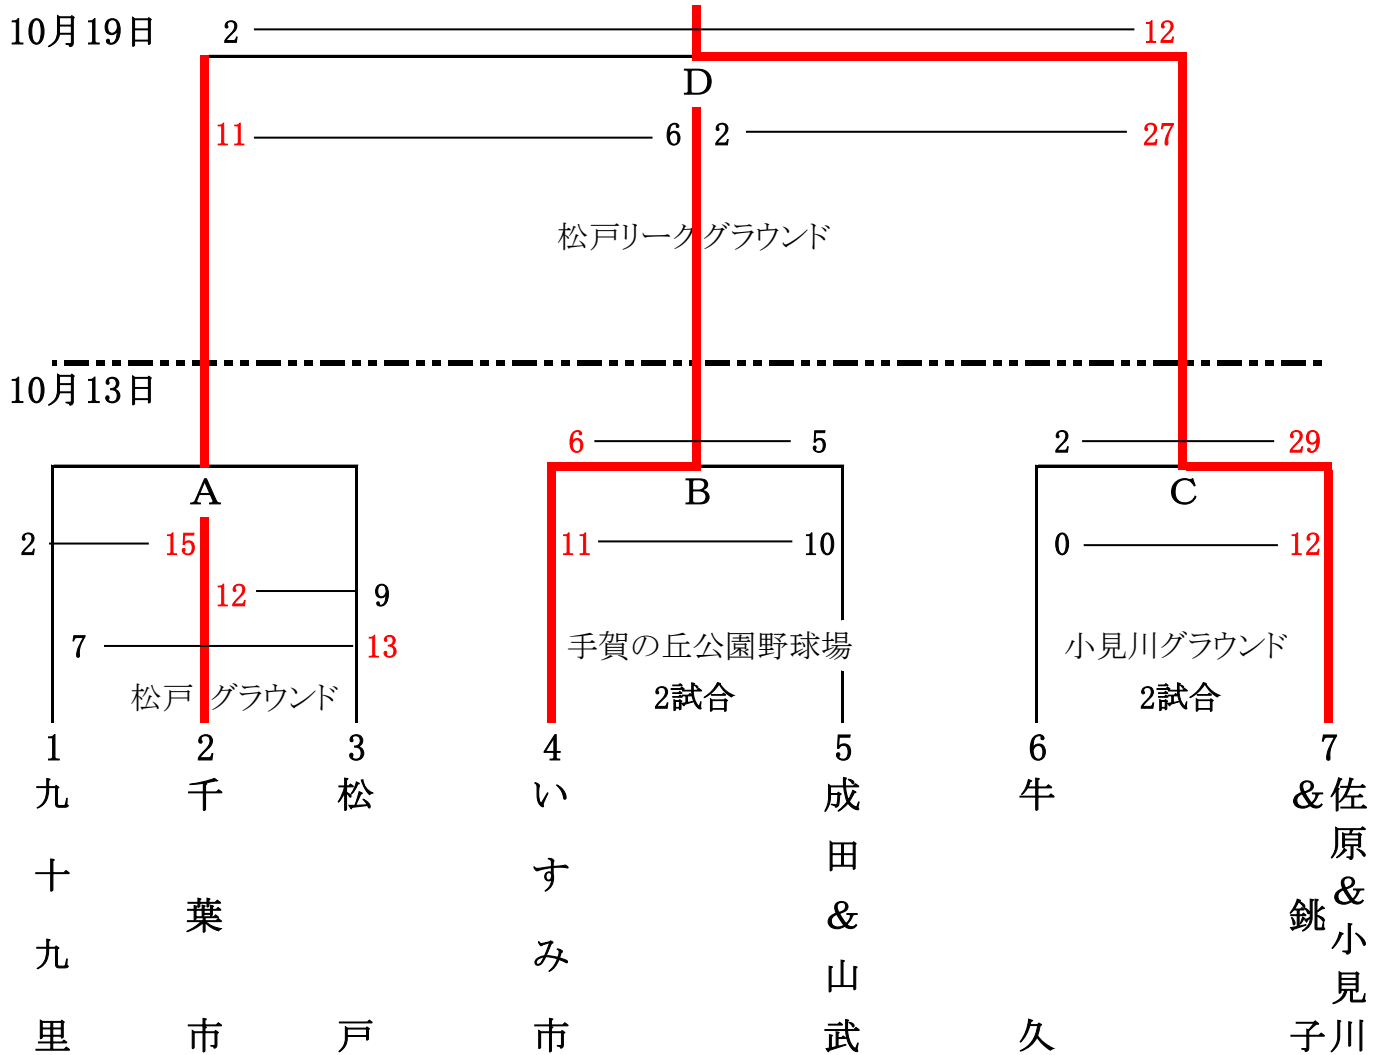 10月19日
2 12
D
11 6 2 27
松戸リークグラウンド
10月13日
6 5 2 29
A B C
2 15 11 10 0 12
12 9
7 13
手賀の丘公園野球場 小見川グラウンド
松戸 グラウンド 2試合 2試合
1 2 3 4 5 6 7
九十九里
千葉市
松戸
いすみ市
成田&山武
牛久
佐原&小見川
&銚子